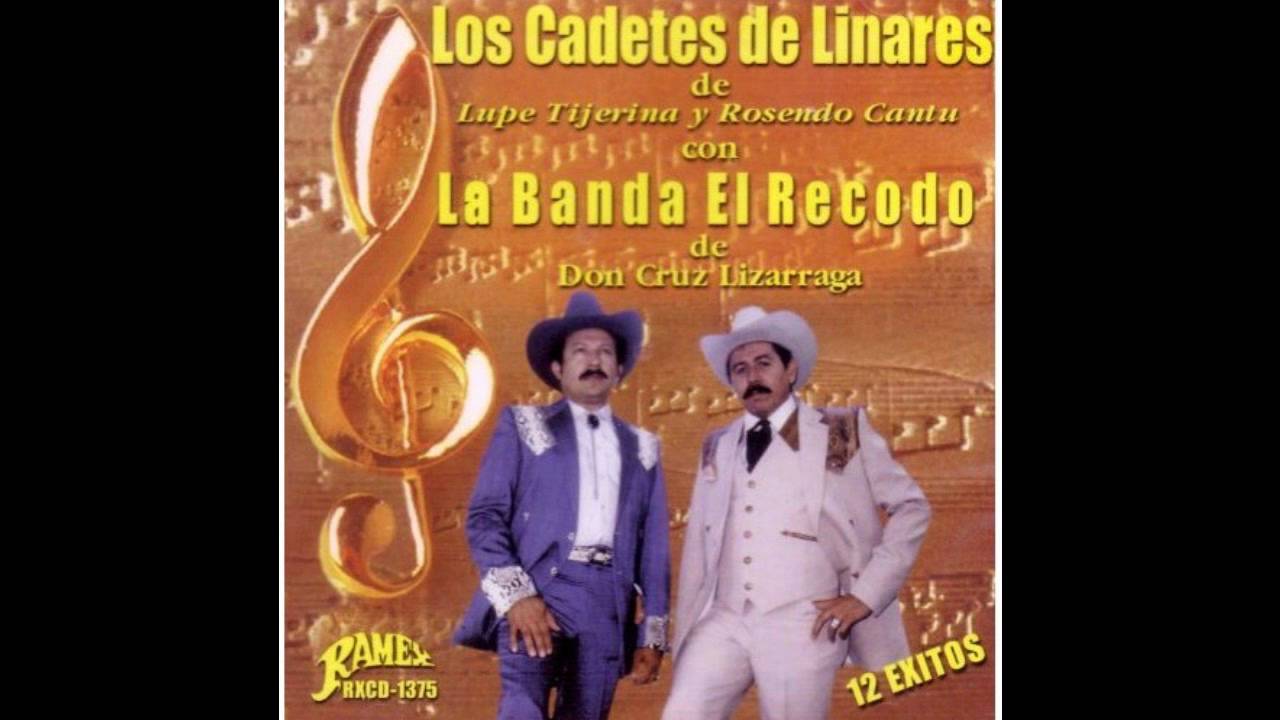 Los Cadetes de Linares
de
Lupe Tijerina y Rosendo Cantu
con
La Banda El Recodo
de
Don Cruz Lizarraga
RAMEX
RXCD-1375
12 EXITOS